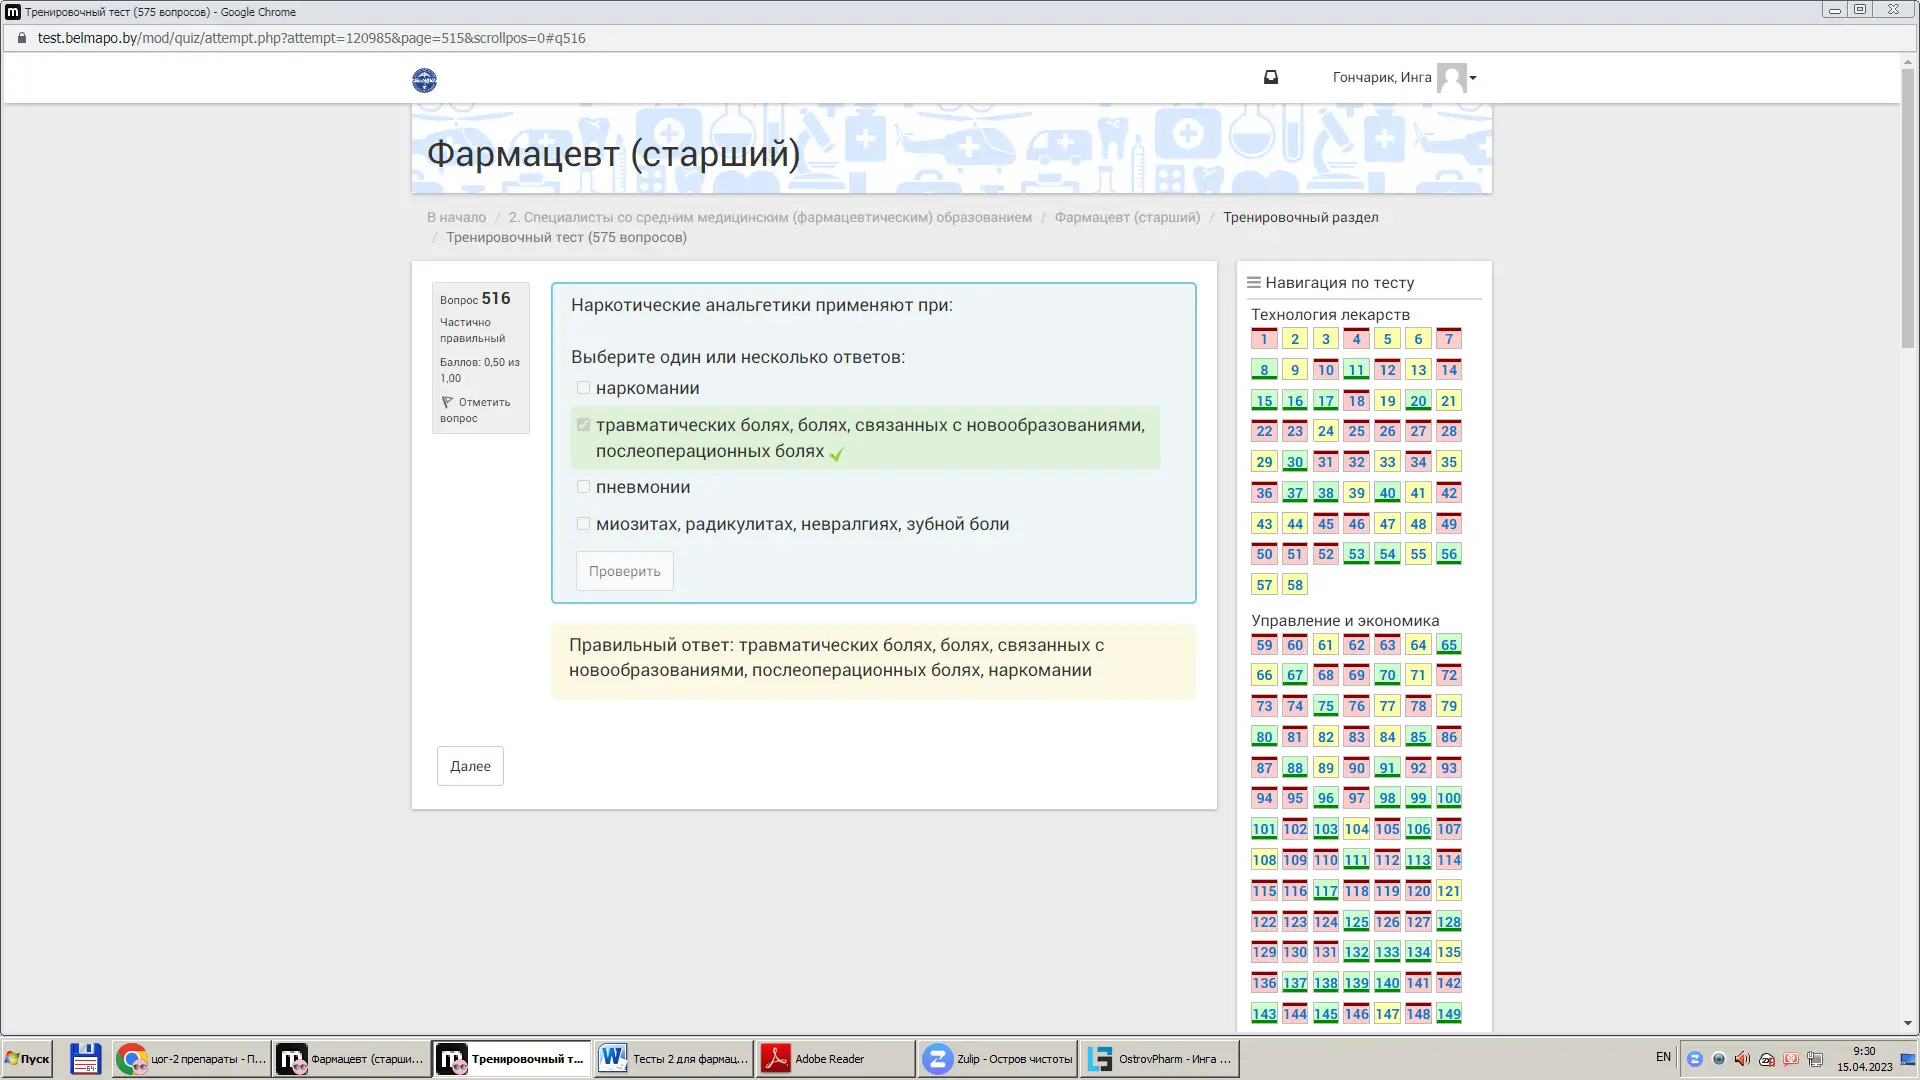 Тренировочный тест (575 вопросов) - Google Chrome
test.belmapo.by/mod/quiz/attempt.php?attempt=120985&page=515&scrollpos=0#q516
Гончарик, Инга
Фармацевт (старший)
В начало / 2. Специалисты со средним медицинским (фармацевтическим) образованием / Фармацевт (старший) / Тренировочный раздел
/ Тренировочный тест (575 вопросов)
Вопрос 516
Частично
правильный
Баллов: 0,50 из
1,00
Отметить
вопрос
Наркотические анальгетики применяют при:
Выберите один или несколько ответов:
наркомании
травматических болях, болях, связанных с новообразованиями,
послеоперационных болях
пневмонии
миозитах, радикулитах, невралгиях, зубной боли
Проверить
Правильный ответ: травматических болях, болях, связанных с
новообразованиями, послеоперационных болях, наркомании
Далее
Навигация по тесту
Технология лекарств
1 2 3 4 5 6 7
8 9 10 11 12 13 14
15 16 17 18 19 20 21
22 23 24 25 26 27 28
29 30 31 32 33 34 35
36 37 38 39 40 41 42
43 44 45 46 47 48 49
50 51 52 53 54 55 56
57 58
Управление и экономика
59 60 61 62 63 64 65
66 67 68 69 70 71 72
73 74 75 76 77 78 79
80 81 82 83 84 85 86
87 88 89 90 91 92 93
94 95 96 97 98 99 100
101 102 103 104 105 106 107
108 109 110 111 112 113 114
115 116 117 118 119 120 121
122 123 124 125 126 127 128
129 130 131 132 133 134 135
136 137 138 139 140 141 142
143 144 145 146 147 148 149
Пуск
64
цог-2 препараты - П...
Фармацевт (старши...
Тренировочный т...
Тесты 2 для фармац...
Adobe Reader
Zulip - Остров чистоты
OstrovPharm - Инга ...
EN
9:30
15.04.2023